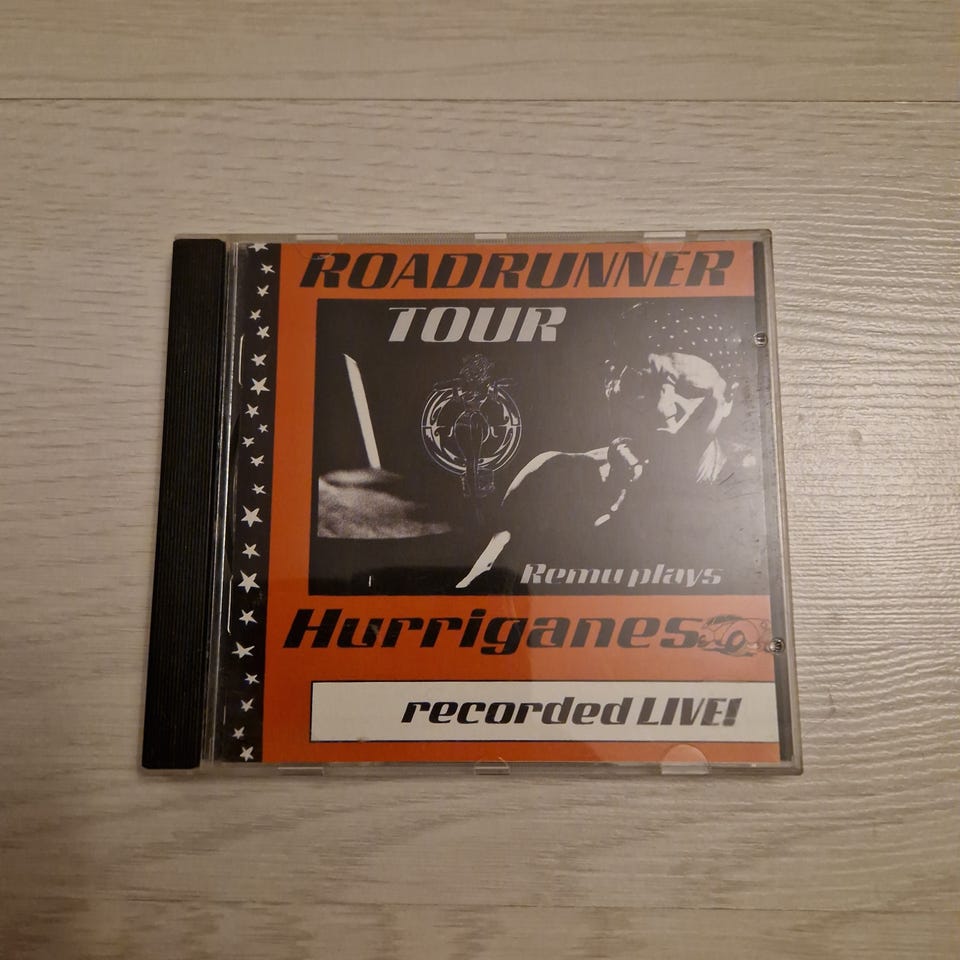 ROADRUNNER
TOUR
Remu plays
Hurriganes
recorded LIVE!